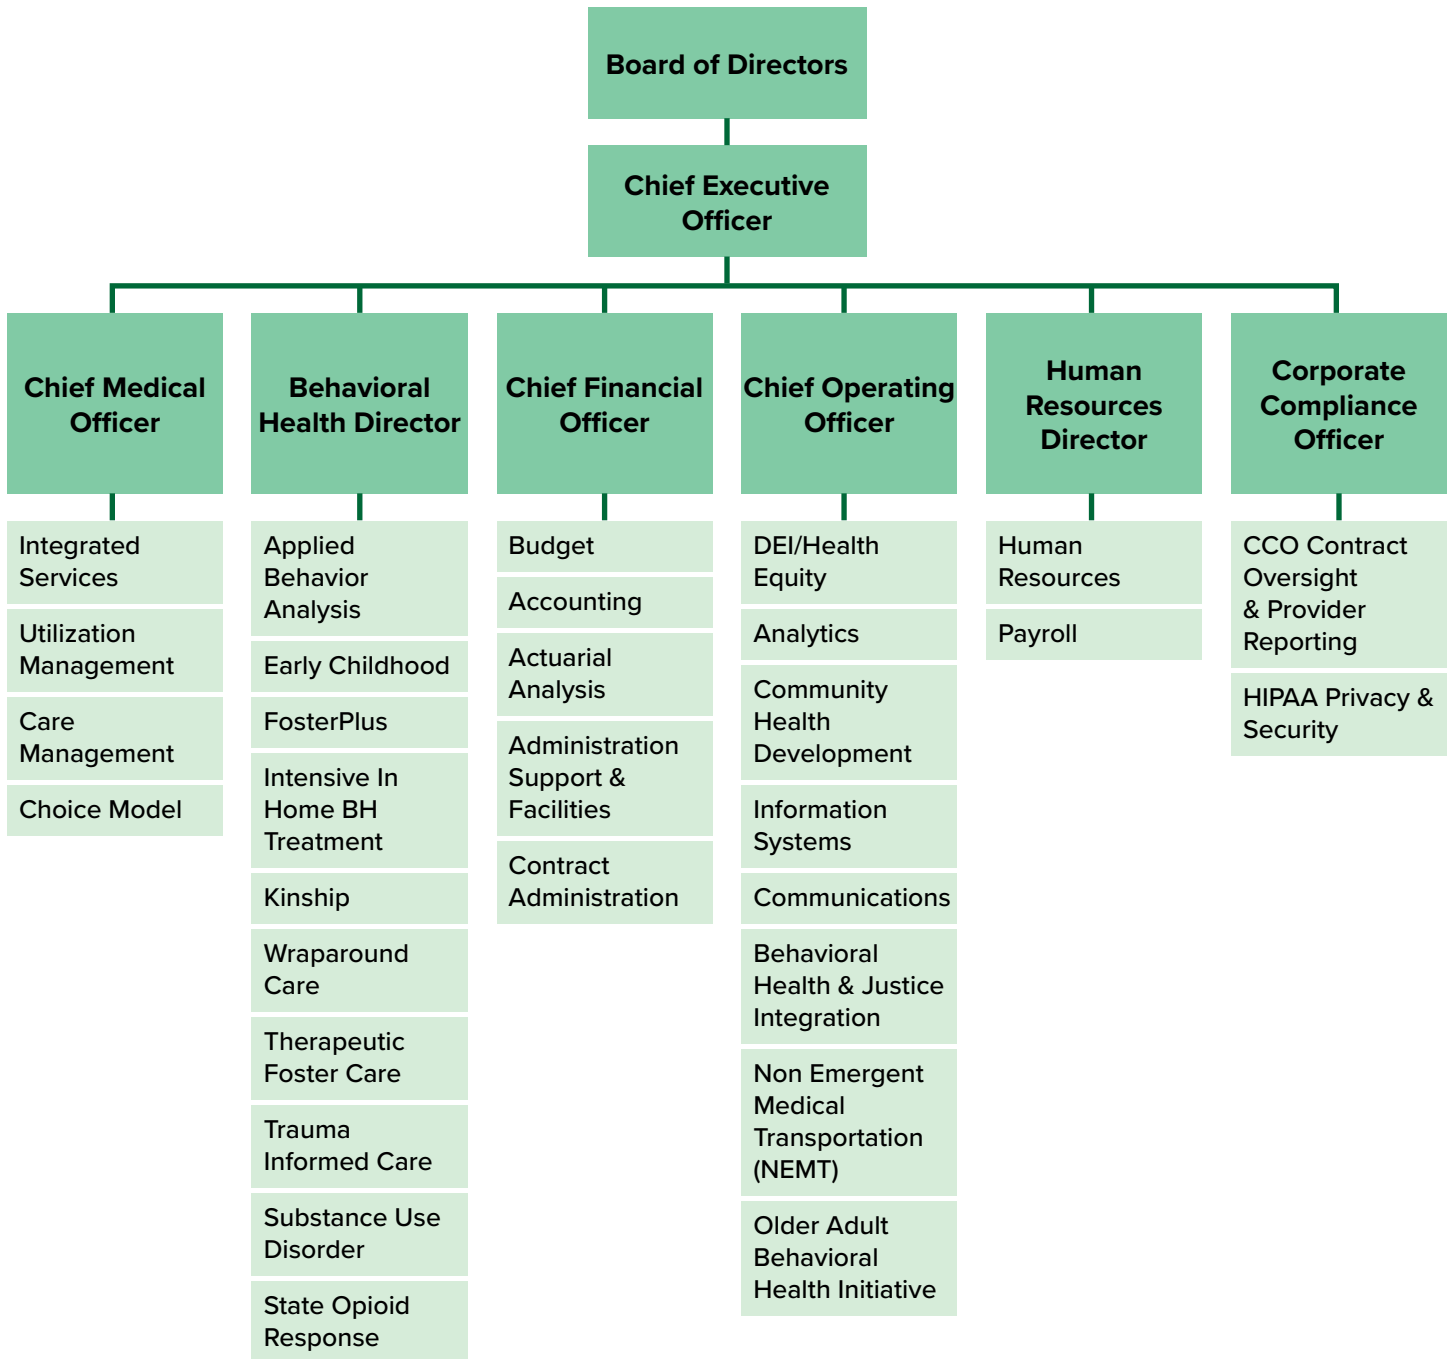 Board of Directors
Chief Executive
Officer
Chief Medical
Officer
Behavioral
Health Director
Chief Financial
Officer
Chief Operating
Officer
Human
Resources
Director
Corporate
Compliance
Officer
Integrated
Services
Utilization
Management
Care
Management
Choice Model
Applied
Behavior
Analysis
Early Childhood
FosterPlus
Intensive In
Home BH
Treatment
Kinship
Wraparound
Care
Therapeutic
Foster Care
Trauma
Informed Care
Substance Use
Disorder
State Opioid
Response
Budget
Accounting
Actuarial
Analysis
Administration
Support &
Facilities
Contract
Administration
DEI/Health
Equity
Analytics
Community
Health
Development
Information
Systems
Communications
Behavioral
Health & Justice
Integration
Non Emergent
Medical
Transportation
(NEMT)
Older Adult
Behavioral
Health Initiative
Human
Resources
Payroll
CCO Contract
Oversight
& Provider
Reporting
HIPAA Privacy &
Security